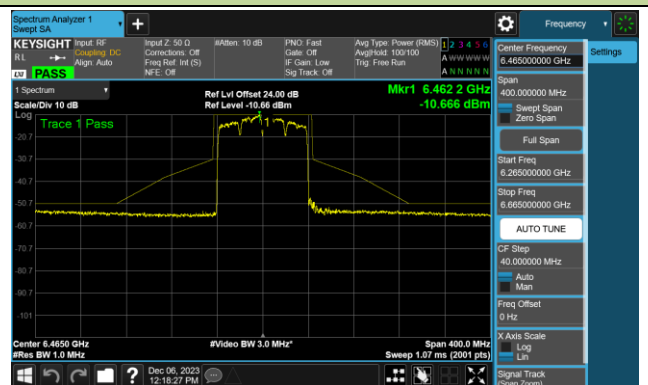 Spectrum Analyzer 1
Swept SA
+
Frequency
KEYSIGHT
R L
LXI
PASS
Input: RF
Coupling: DC
Align: Auto
Input Z: 50 Ω
Corrections: Off
Freq Ref: Int (S)
NFE: Off
#Atten: 10 dB
PNO: Fast
Gate: Off
IF Gain: Low
Sig Track: Off
Avg Type: Power (RMS)
Avg|Hold: 100/100
Trig: Free Run
1 2 3 4 5 6
A W W W W W
A N N N N N
1 Spectrum
Scale/Div 10 dB
Log
Ref Lvl Offset 24.00 dB
Ref Level -10.66 dBm
Mkr1 6.462 2 GHz
-10.666 dBm
Trace 1 Pass
1
-20.7
-30.7
-40.7
-50.7
-60.7
-70.7
-80.7
-90.7
-101
Center 6.4650 GHz
#Res BW 1.0 MHz
#Video BW 3.0 MHz*
Span 400.0 MHz
Sweep 1.07 ms (2001 pts)
Dec 06, 2023
12:18:27 PM
?
Center Frequency
6.465000000 GHz
Settings
Span
400.000000 MHz
Swept Span
Zero Span
Full Span
Start Freq
6.265000000 GHz
Stop Freq
6.665000000 GHz
AUTO TUNE
CF Step
40.000000 MHz
Auto
Man
Freq Offset
0 Hz
X Axis Scale
Log
Lin
Signal Track
(Span Zoom)